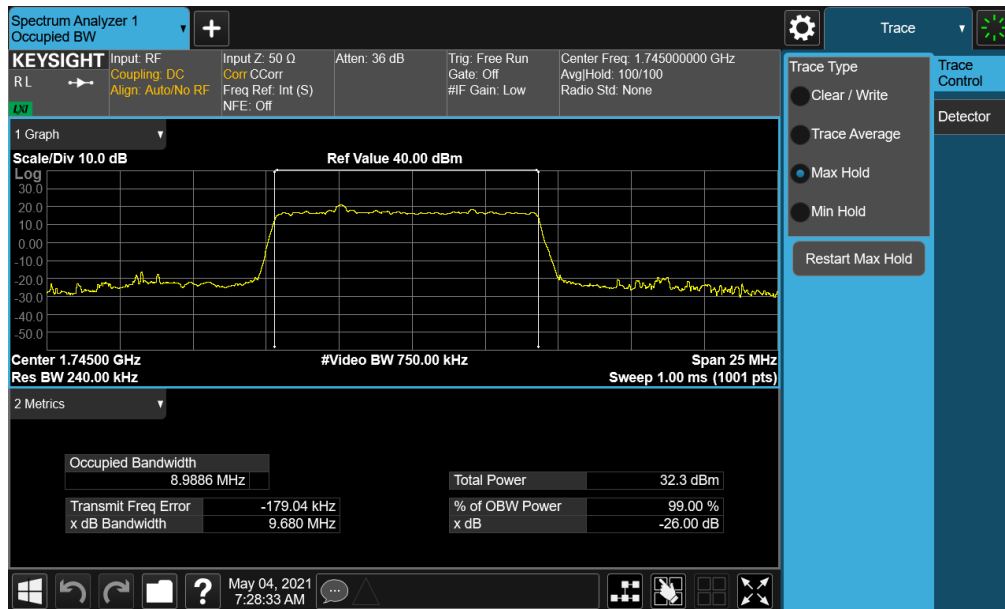 Spectrum Analyzer 1
Occupied BW
+
Trace
KEYSIGHT
Input: RF
Input Z: 50 Ω
Atten: 36 dB
Trig: Free Run
Center Freq: 1.745000000 GHz
R L
Coupling: DC
Corr CCorr
Gate: Off
Avg|Hold: 100/100
Align: Auto/No RF
Freq Ref: Int (S)
#IF Gain: Low
Radio Std: None
LXI
NFE: Off
Trace Type
Clear / Write
Trace Average
Max Hold
Min Hold
Restart Max Hold
Trace
Control
Detector
1 Graph
Scale/Div 10.0 dB
Ref Value 40.00 dBm
Log
30.0
20.0
10.0
0.00
-10.0
-20.0
-30.0
-40.0
-50.0
Center 1.74500 GHz
#Video BW 750.00 kHz
Span 25 MHz
Res BW 240.00 kHz
Sweep 1.00 ms (1001 pts)
2 Metrics
Occupied Bandwidth
8.9886 MHz
Total Power 32.3 dBm
Transmit Freq Error -179.04 kHz
% of OBW Power 99.00 %
x dB Bandwidth 9.680 MHz
x dB -26.00 dB
?
May 04, 2021
7:28:33 AM